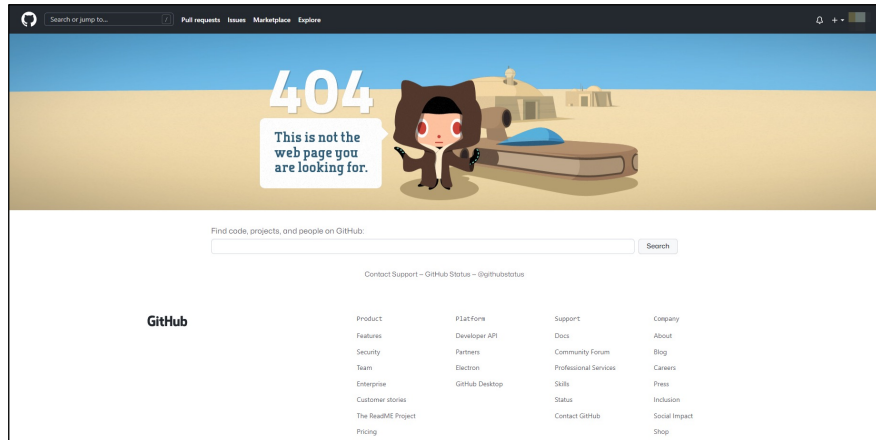 Search or jump to... /
Pull requests Issues Marketplace Explore
404
This is not the
web page you
are looking for.
Find code, projects, and people on GitHub:
Search
Contact Support — GitHub Status — @githubstatus
GitHub
Product
Features
Security
Team
Enterprise
Customer stories
The ReadME Project
Pricing
Platform
Developer API
Partners
Electron
GitHub Desktop
Support
Docs
Community Forum
Professional Services
Skills
Status
Contact GitHub
Company
About
Blog
Careers
Press
Inclusion
Social Impact
Shop